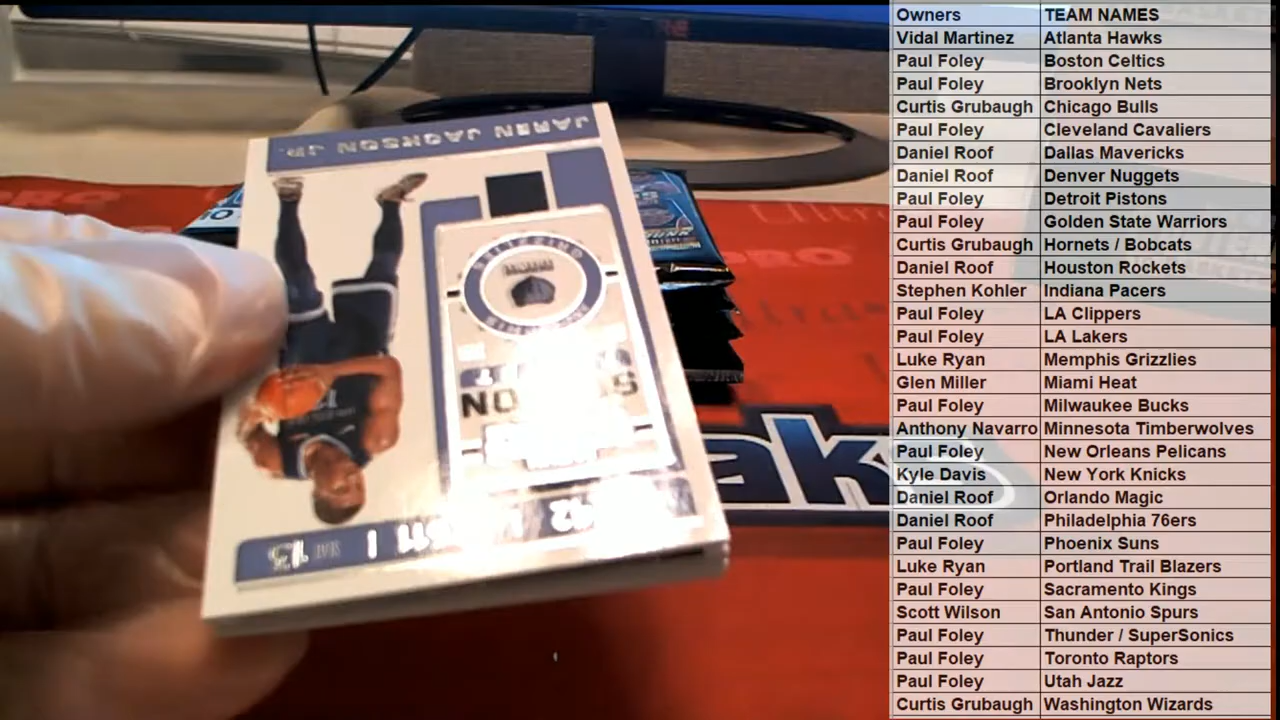 JAREN JACKSON JR.
PRO
ak
Owners TEAM NAMES
Vidal Martinez Atlanta Hawks
Paul Foley Boston Celtics
Paul Foley Brooklyn Nets
Curtis Grubaugh Chicago Bulls
Paul Foley Cleveland Cavaliers
Daniel Roof Dallas Mavericks
Daniel Roof Denver Nuggets
Paul Foley Detroit Pistons
Paul Foley Golden State Warriors
Curtis Grubaugh Hornets / Bobcats
Daniel Roof Houston Rockets
Stephen Kohler Indiana Pacers
Paul Foley LA Clippers
Paul Foley LA Lakers
Luke Ryan Memphis Grizzlies
Glen Miller Miami Heat
Paul Foley Milwaukee Bucks
Anthony Navarro Minnesota Timberwolves
Paul Foley New Orleans Pelicans
Kyle Davis New York Knicks
Daniel Roof Orlando Magic
Daniel Roof Philadelphia 76ers
Paul Foley Phoenix Suns
Luke Ryan Portland Trail Blazers
Paul Foley Sacramento Kings
Scott Wilson San Antonio Spurs
Paul Foley Thunder / SuperSonics
Paul Foley Toronto Raptors
Paul Foley Utah Jazz
Curtis Grubaugh Washington Wizards